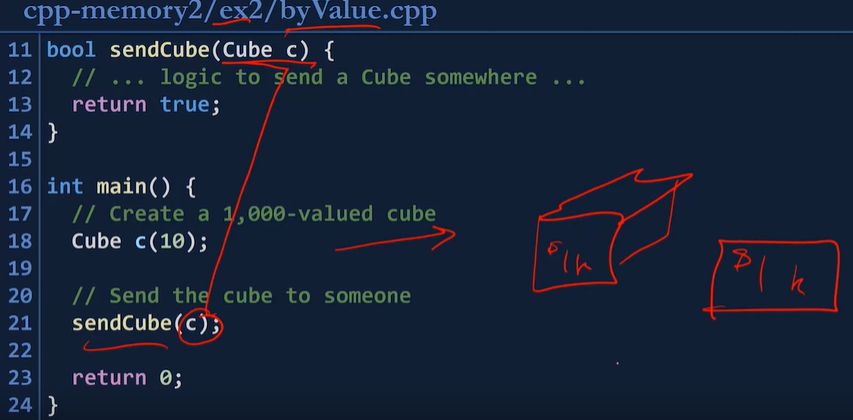 cpp-memory2/ex2/byValue.cpp
11 bool sendCube(Cube c) {
12   // ... logic to send a Cube somewhere ...
13   return true;
14 }
15
16 int main() {
17   // Create a 1,000-valued cube
18   Cube c(10);
19
20   // Send the cube to someone
21   sendCube(c);
22
23   return 0;
24 }
$1k
$1k